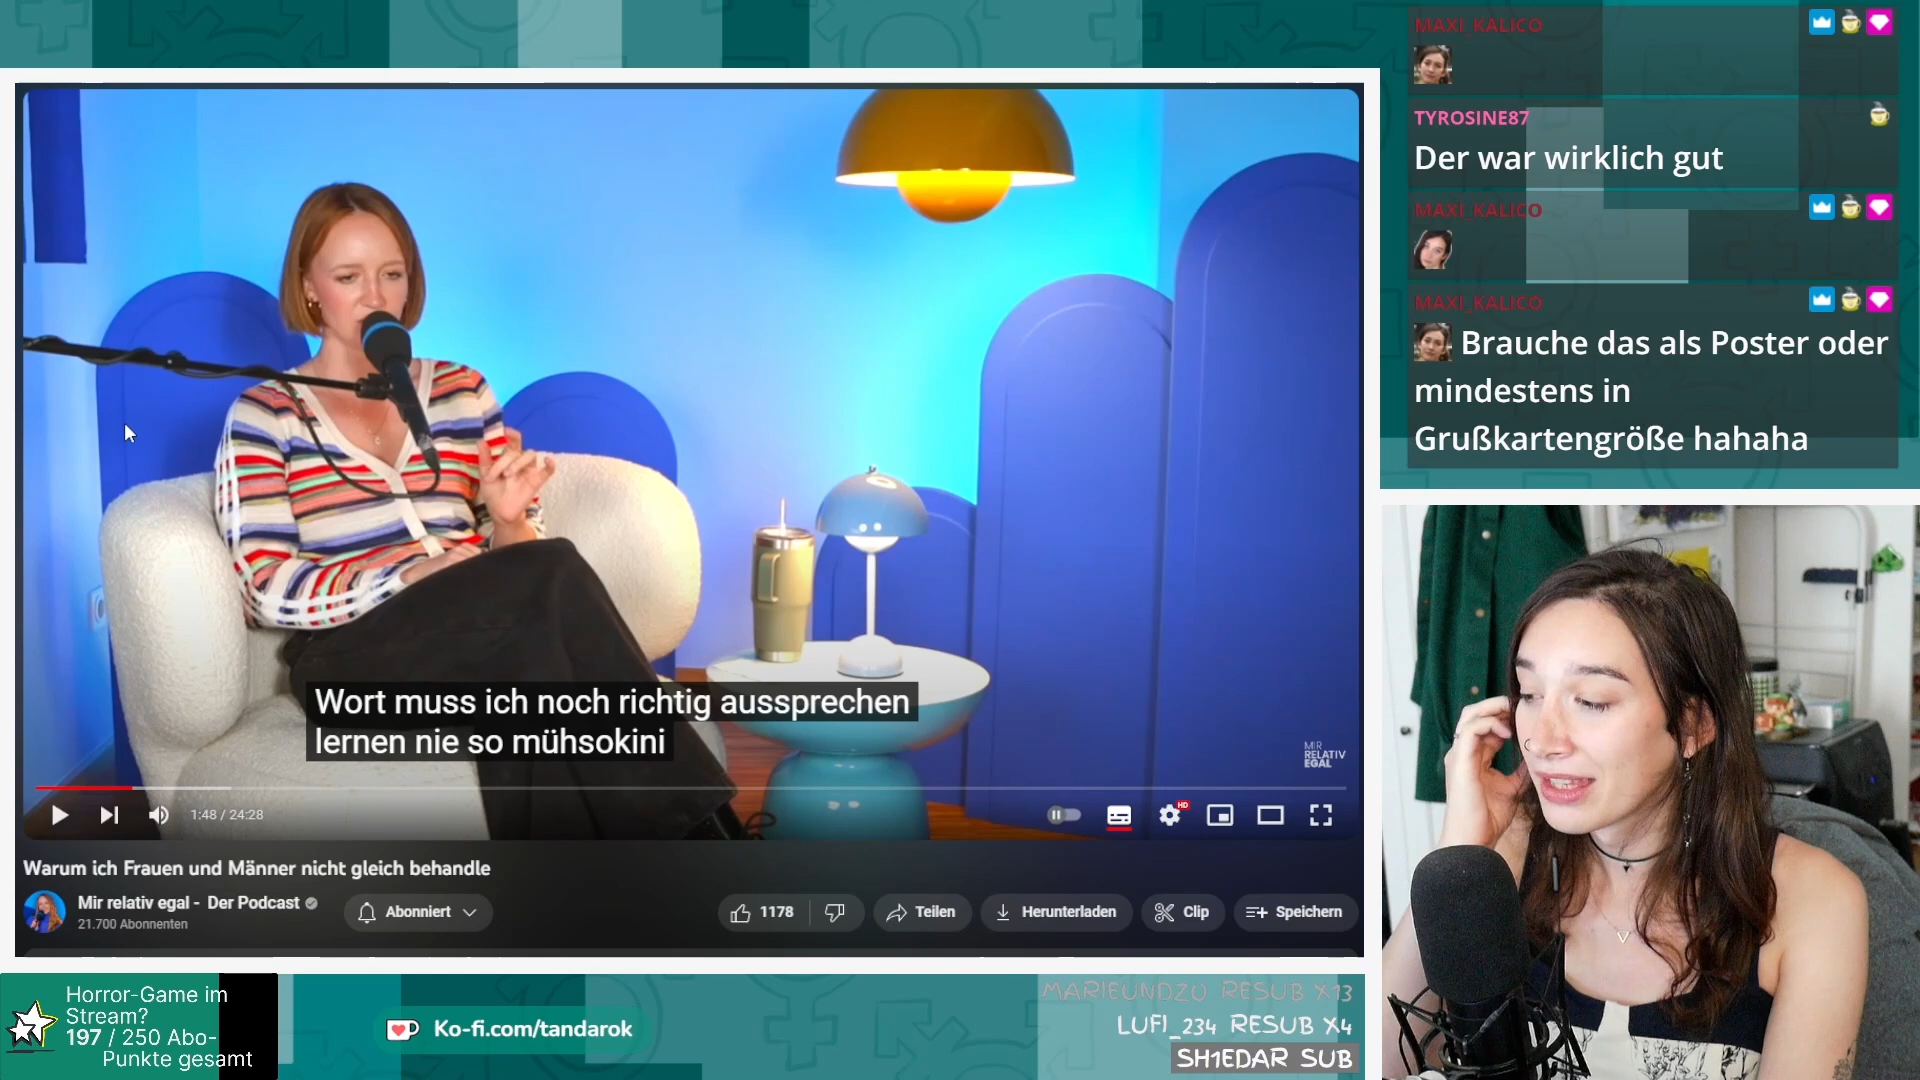 MAXI_KALICO
TYROSINE87
Der war wirklich gut
MAXI_KALICO
MAXI_KALICO
Brauche das als Poster oder
mindestens in
Grußkartengröße hahaha
Wort muss ich noch richtig aussprechen
lernen nie so mühsokini
MIR
RELATIV
EGAL
1:48 / 24:28
HD
Warum ich Frauen und Männer nicht gleich behandle
Mir relativ egal - Der Podcast
21.700 Abonnenten
Abonniert
1178
Teilen
Herunterladen
Clip
Speichern
Horror-Game im
Stream?
197 / 250 Abo-
Punkte gesamt
Ko-fi.com/tandarok
MARIEUNDZO RESUB X13
LUFI_234 RESUB X4
SH1EDAR SUB